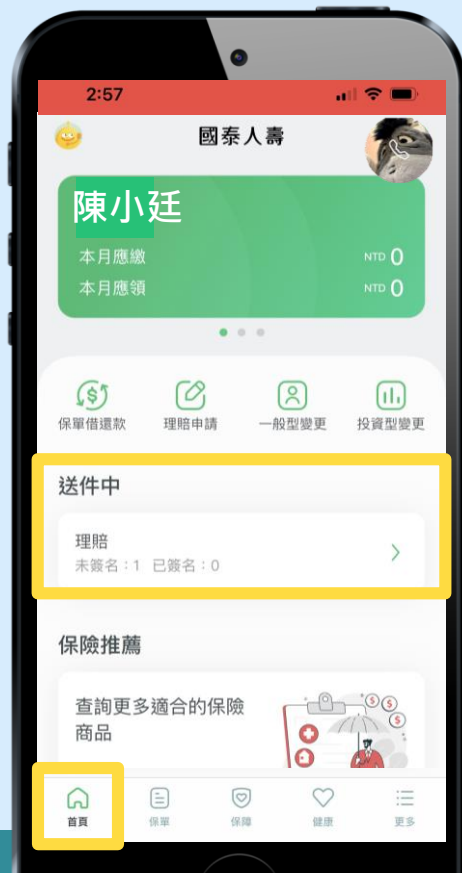 2:57
國泰人壽
陳小廷
本月應繳 NTD 0
本月應領 NTD 0
保單借還款 理賠申請 一般型變更 投資型變更
送件中
理賠
未簽名：1 已簽名：0
保險推薦
查詢更多適合的保險
商品
首頁 保單 保障 健康 更多